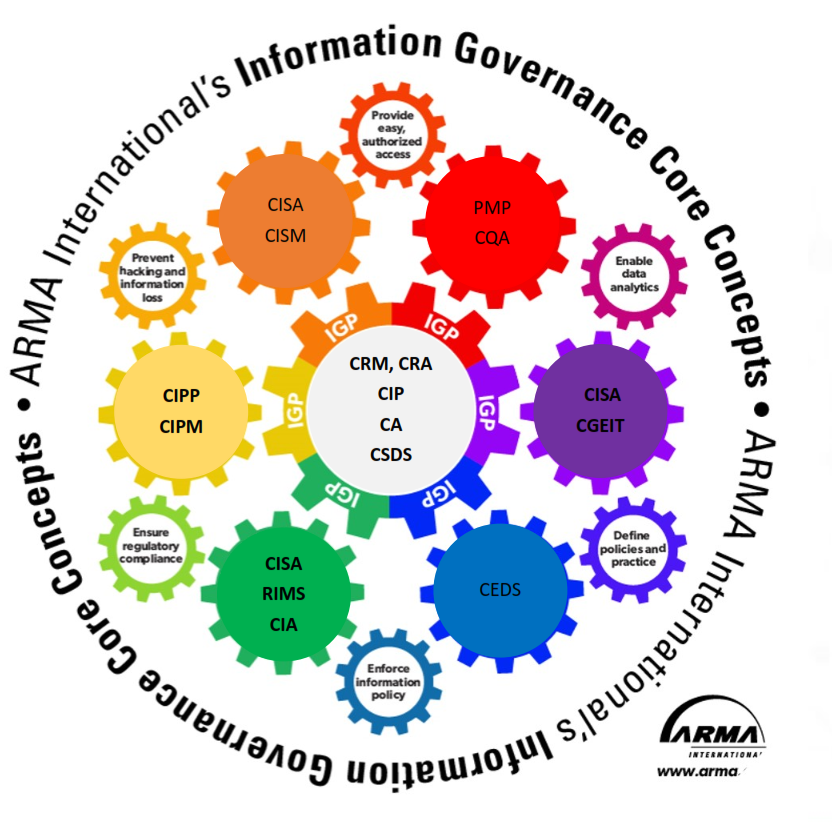 ARMA International's Information Governance Core Concepts •
ARMA International's Information Governance Core Concepts •
Provide
easy,
authorized
access
CISA
CISM
PMP
CQA
Prevent
hacking and
information
loss
Enable
data
analytics
IGP
IGP
CRM, CRA
CIP
CA
CSDS
CIPP
CIPM
IGP
IGP
CISA
CGEIT
IGP
IGP
Ensure
regulatory
compliance
Define
policies and
practice
CISA
RIMS
CIA
CEDS
Enforce
information
policy
ARMA
INTERNATIONA
www.arma.